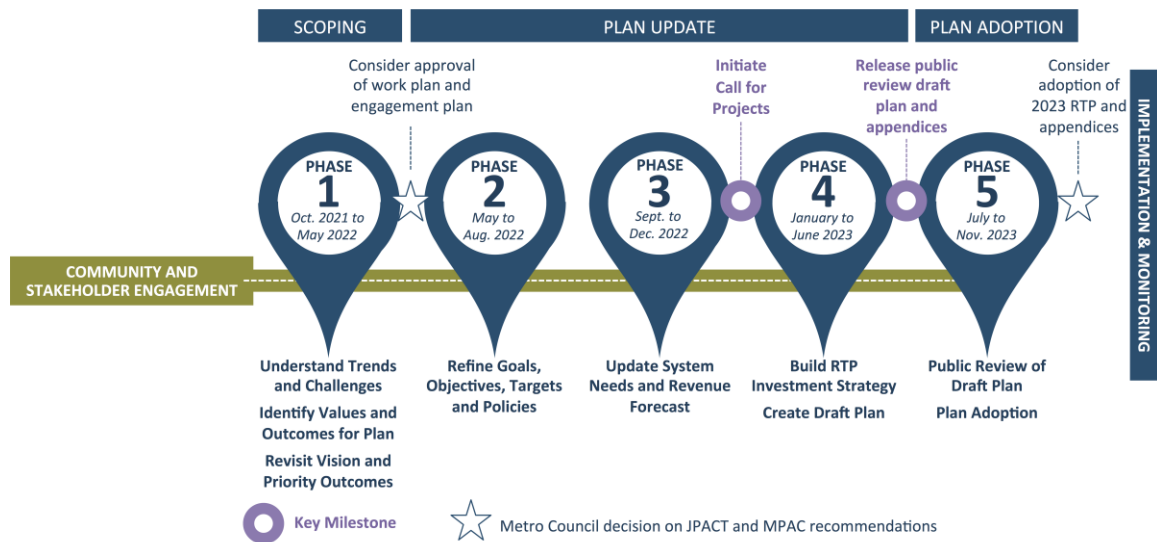 SCOPING
PLAN UPDATE
PLAN ADOPTION
Consider approval
of work plan and
engagement plan
Initiate
Call for
Projects
Release public
review draft
plan and
appendices
Consider
adoption of
2023 RTP and
appendices
IMPLEMENTATION & MONITORING
PHASE
1
Oct. 2021 to
May 2022
PHASE
2
May to
Aug. 2022
PHASE
3
Sept. to
Dec. 2022
PHASE
4
January to
June 2023
PHASE
5
July to
Nov. 2023
COMMUNITY AND
STAKEHOLDER ENGAGEMENT
Understand Trends
and Challenges
Identify Values and
Outcomes for Plan
Revisit Vision and
Priority Outcomes
Refine Goals,
Objectives, Targets
and Policies
Update System
Needs and Revenue
Forecast
Build RTP
Investment Strategy
Create Draft Plan
Public Review of
Draft Plan
Plan Adoption
Key Milestone
Metro Council decision on JPACT and MPAC recommendations